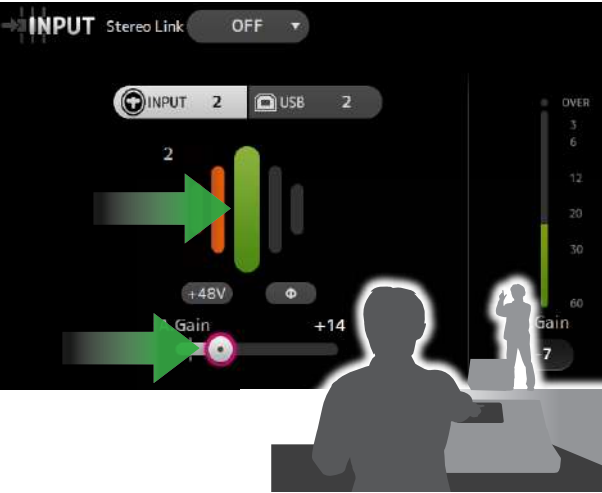 INPUT Stereo Link OFF
INPUT 2 USB 2
2
OVER
3
6
12
20
30
60
+48V Φ
A.Gain +14
Gain